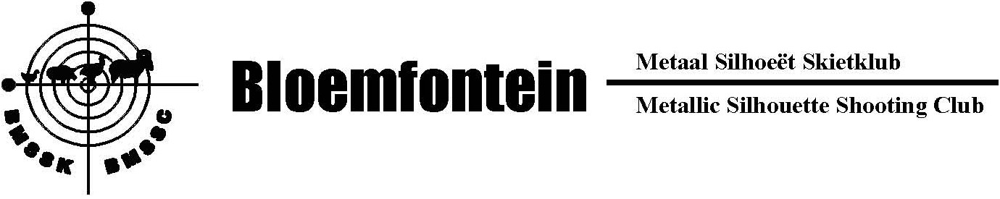 BMSSK BMSSC
Bloemfontein
Metaal Silhoeët Skietklub
Metallic Silhouette Shooting Club